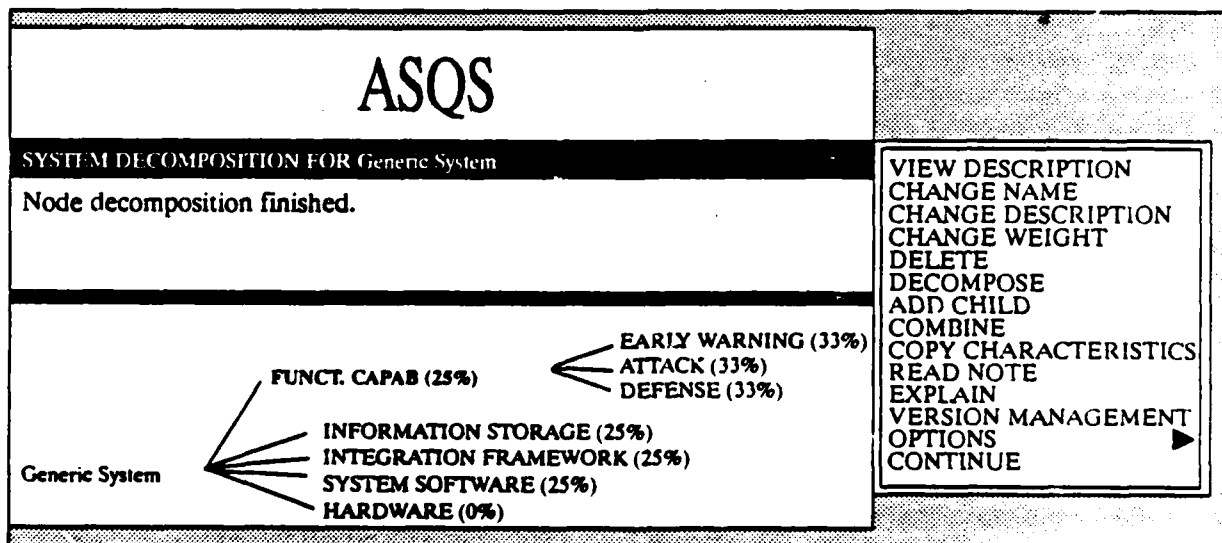 ASQS
SYSTEM DECOMPOSITION FOR Generic System
Node decomposition finished.
EARLY WARNING (33%)
FUNCT. CAPAB (25%)
ATTACK (33%)
DEFENSE (33%)
INFORMATION STORAGE (25%)
INTEGRATION FRAMEWORK (25%)
Generic System
SYSTEM SOFTWARE (25%)
HARDWARE (0%)
VIEW DESCRIPTION
CHANGE NAME
CHANGE DESCRIPTION
CHANGE WEIGHT
DELETE
DECOMPOSE
ADD CHILD
COMBINE
COPY CHARACTERISTICS
READ NOTE
EXPLAIN
VERSION MANAGEMENT
OPTIONS
CONTINUE